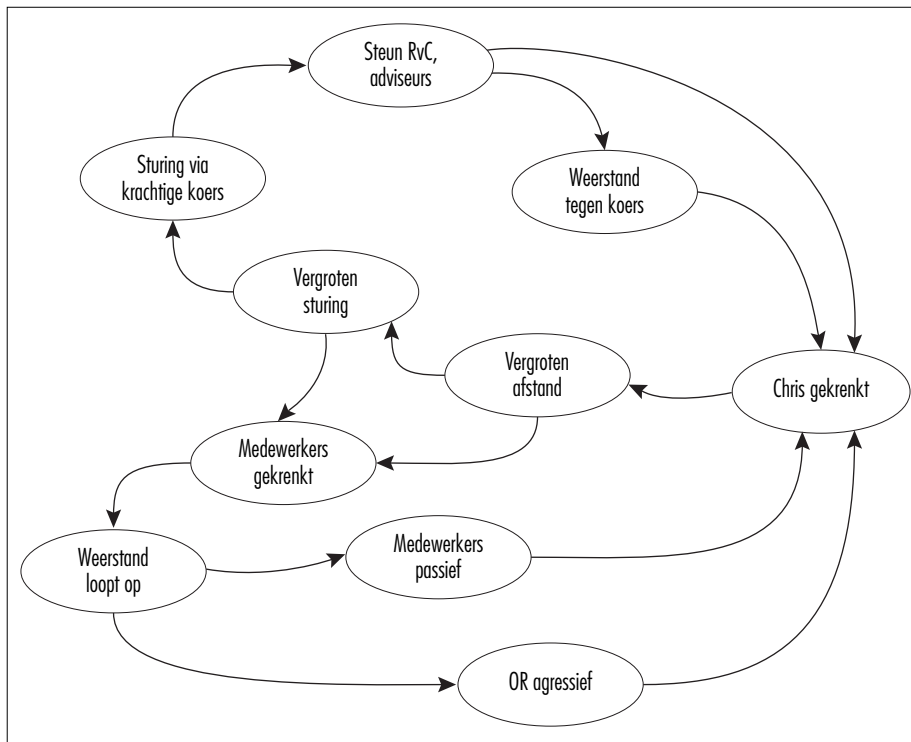 Steun RvC,
adviseurs
Sturing via
krachtige koers
Weerstand
tegen koers
Vergroten
sturing
Vergroten
afstand
Chris gekrenkt
Medewerkers
gekrenkt
Weerstand
loopt op
Medewerkers
passief
OR agressief